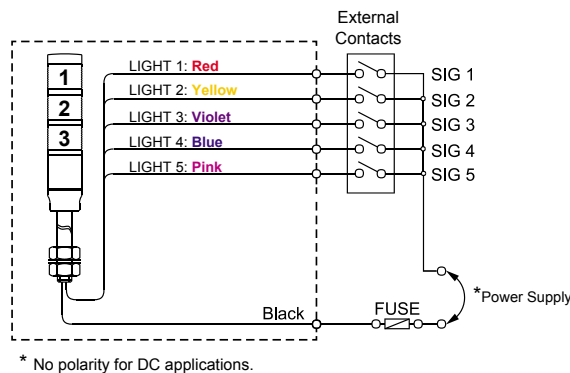 External
Contacts
1
2
3
LIGHT 1: Red
LIGHT 2: Yellow
LIGHT 3: Violet
LIGHT 4: Blue
LIGHT 5: Pink
SIG 1
SIG 2
SIG 3
SIG 4
SIG 5
Black
FUSE
*Power Supply
* No polarity for DC applications.